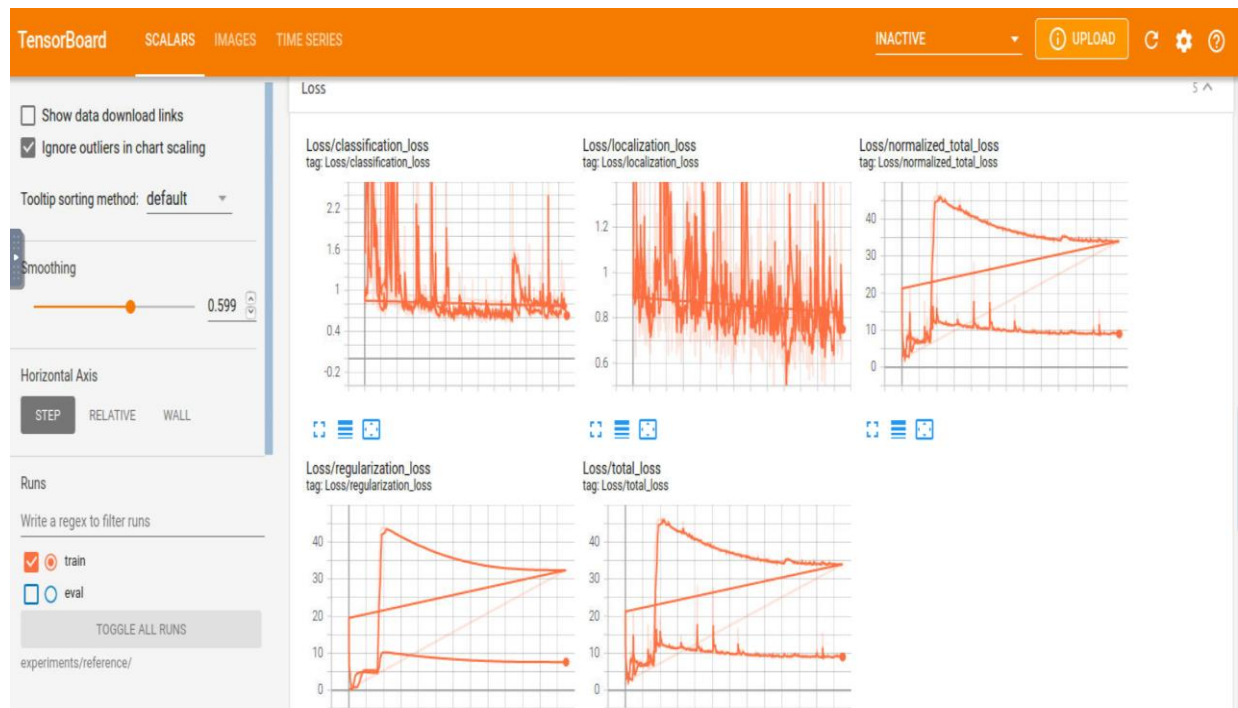 TensorBoard SCALARS IMAGES TIME SERIES INACTIVE UPLOAD
Show data download links
Ignore outliers in chart scaling
Tooltip sorting method: default
Smoothing
0.599
Horizontal Axis
STEP RELATIVE WALL
Runs
Write a regex to filter runs
train
eval
TOGGLE ALL RUNS
experiments/reference/
Loss 5
Loss/classification_loss
tag: Loss/classification_loss
2.2
1.6
1
0.4
-0.2
Loss/localization_loss
tag: Loss/localization_loss
1.2
1
0.8
0.6
Loss/normalized_total_loss
tag: Loss/normalized_total_loss
40
30
20
10
0
Loss/regularization_loss
tag: Loss/regularization_loss
40
30
20
10
0
Loss/total_loss
tag: Loss/total_loss
40
30
20
10
0